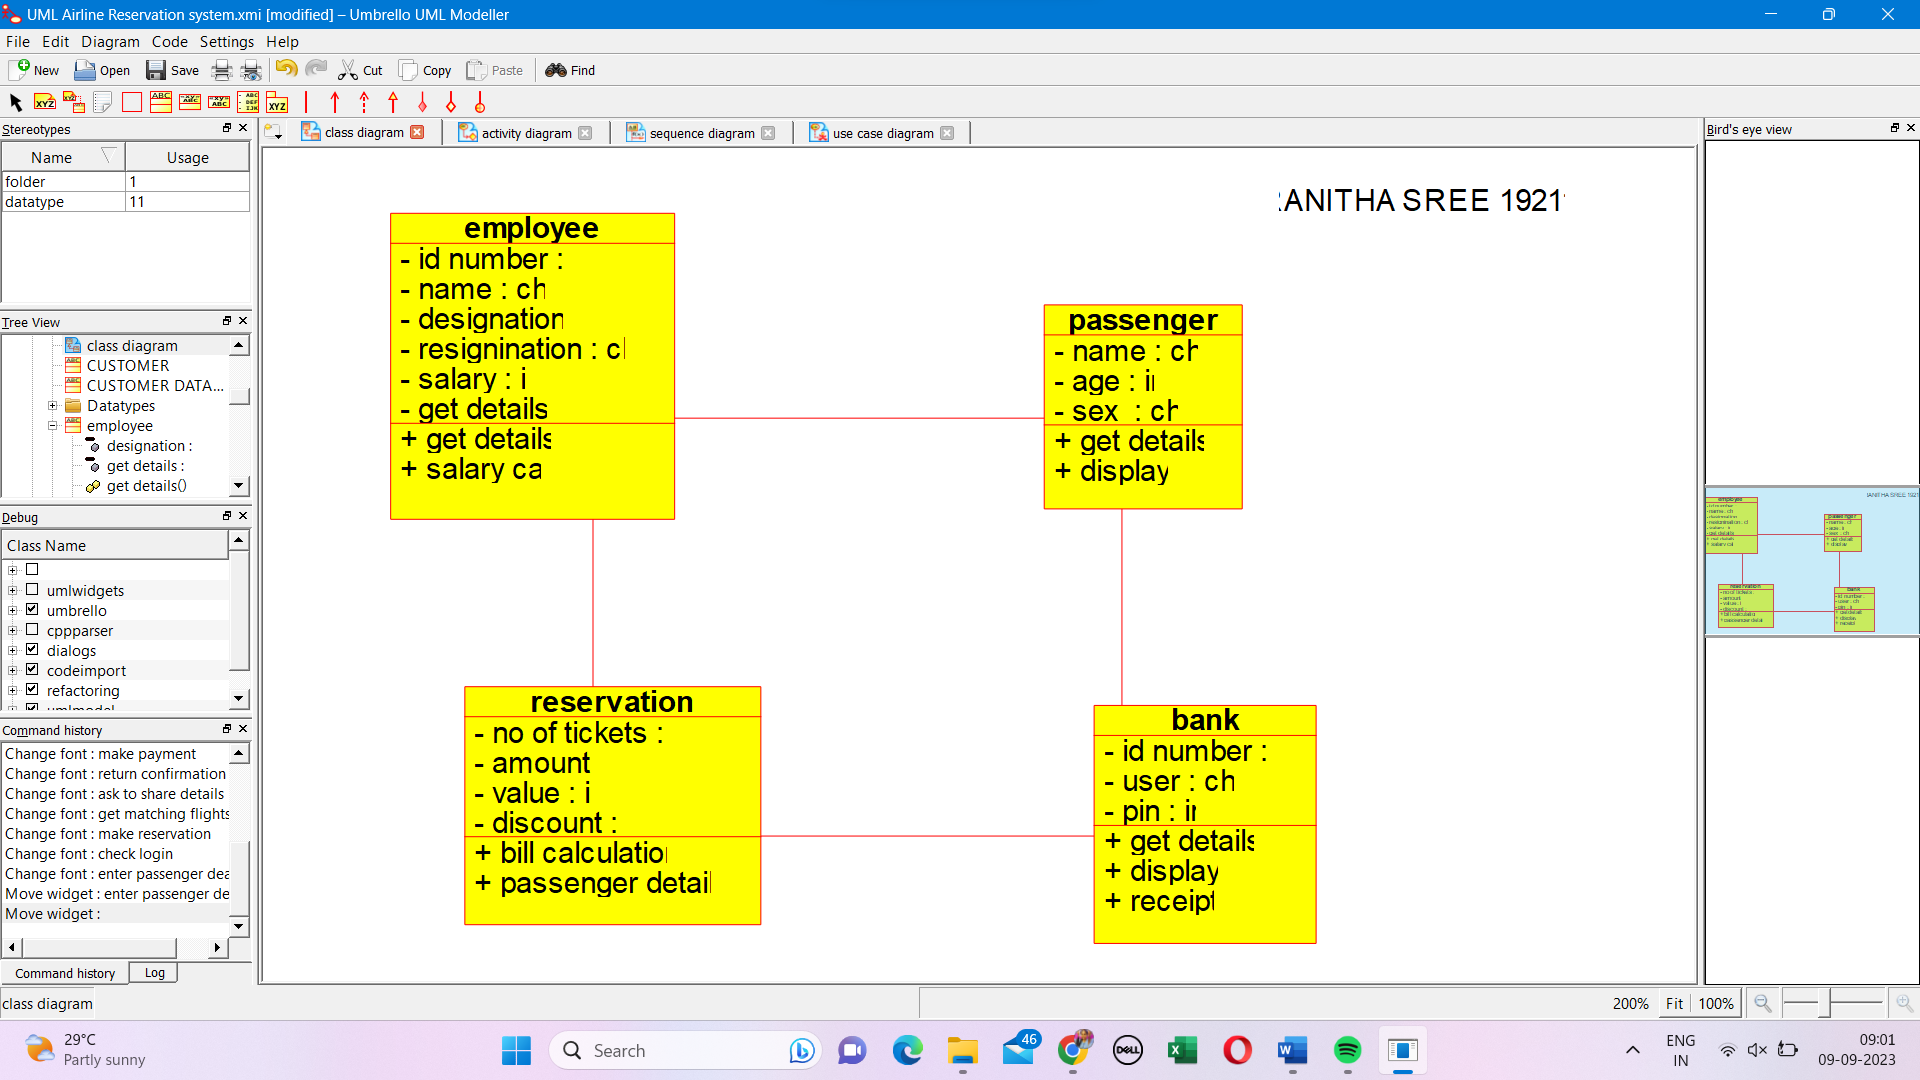 UML Airline Reservation system.xmi [modified] – Umbrello UML Modeller
File Edit Diagram Code Settings Help
New Open Save Cut Copy Paste Find
Stereotypes
Name Usage
folder 1
datatype 11
Tree View
class diagram
CUSTOMER
CUSTOMER DATA...
Datatypes
employee
designation :
get details :
get details()
Debug
Class Name
umlwidgets
umbrello
cppparser
dialogs
codeimport
refactoring
umlmodel
Command history
Change font : make payment
Change font : return confirmation
Change font : ask to share details
Change font : get matching flights
Change font : make reservation
Change font : check login
Change font : enter passenger dea
Move widget : enter passenger de
Move widget :
Command history Log
class diagram
class diagram activity diagram sequence diagram use case diagram
ANITHA SREE 1921
employee
- id number :
- name : ch
- designation
- resignination : cl
- salary : i
- get details
+ get details
+ salary ca
passenger
- name : ch
- age : in
- sex : ch
+ get details
+ display
reservation
- no of tickets :
- amount
- value : i
- discount :
+ bill calculation
+ passenger detail
bank
- id number :
- user : ch
- pin : in
+ get details
+ display
+ receipt
Bird's eye view
200% Fit 100%
29°C
Partly sunny
Search
46
DELL
ENG
IN
09:01
09-09-2023